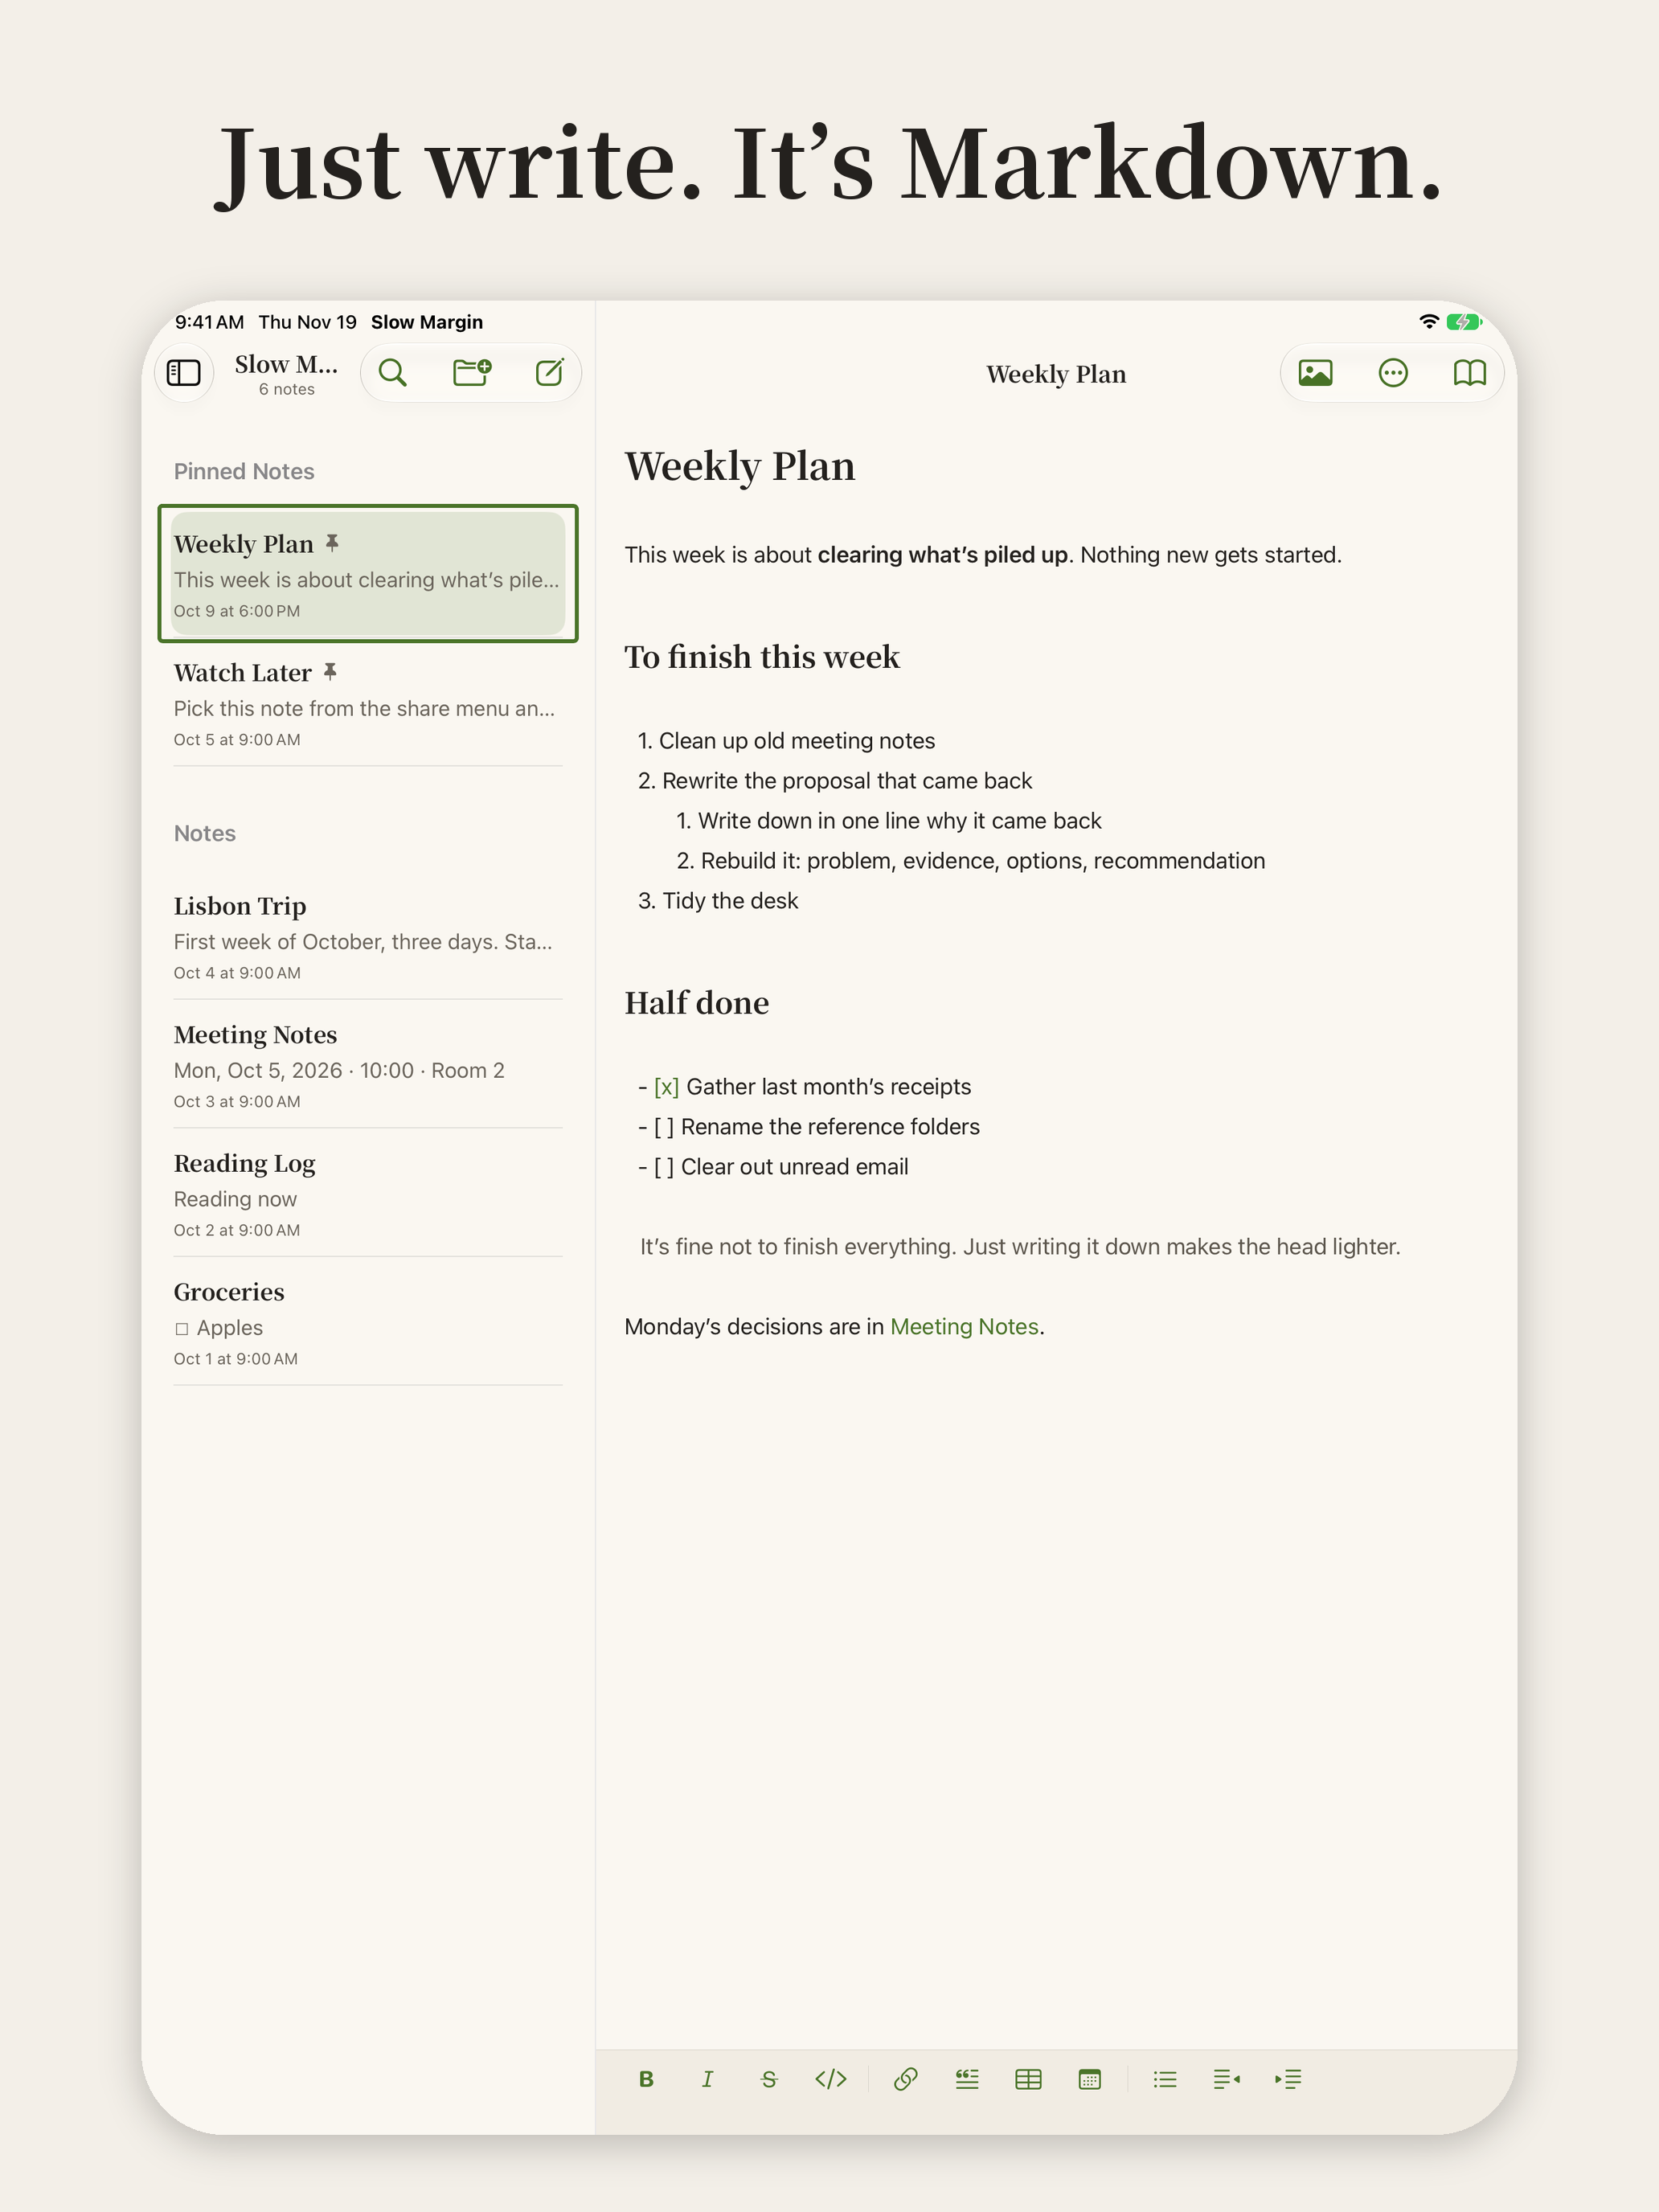 Just write. It’s Markdown.
9:41 AM Thu Nov 19 Slow Margin
Slow M...
6 notes
Pinned Notes
Weekly Plan
This week is about clearing what’s pile...
Oct 9 at 6:00 PM
Watch Later
Pick this note from the share menu an...
Oct 5 at 9:00 AM
Notes
Lisbon Trip
First week of October, three days. Sta...
Oct 4 at 9:00 AM
Meeting Notes
Mon, Oct 5, 2026 · 10:00 · Room 2
Oct 3 at 9:00 AM
Reading Log
Reading now
Oct 2 at 9:00 AM
Groceries
☐ Apples
Oct 1 at 9:00 AM
Weekly Plan
Weekly Plan
This week is about clearing what’s piled up. Nothing new gets started.
To finish this week
1. Clean up old meeting notes
2. Rewrite the proposal that came back
1. Write down in one line why it came back
2. Rebuild it: problem, evidence, options, recommendation
3. Tidy the desk
Half done
- [x] Gather last month’s receipts
- [ ] Rename the reference folders
- [ ] Clear out unread email
It’s fine not to finish everything. Just writing it down makes the head lighter.
Monday’s decisions are in Meeting Notes.
B I S </>